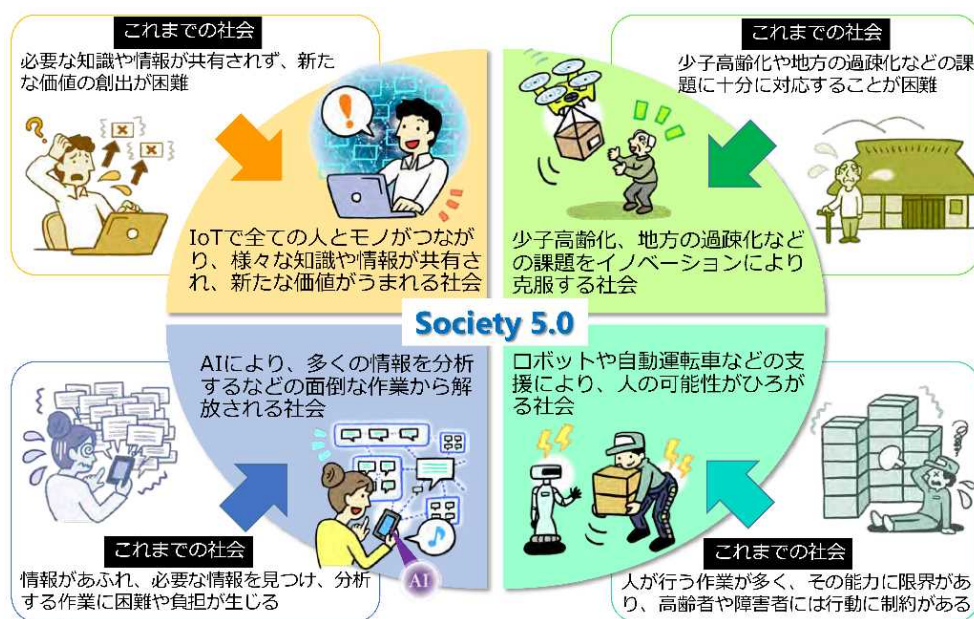 これまでの社会
必要な知識や情報が共有されず、新た
な価値の創出が困難
IoTで全ての人とモノがつなが
り、様々な知識や情報が共有さ
れ、新たな価値がうまれる社会
これまでの社会
少子高齢化や地方の過疎化などの課
題に十分に対応することが困難
少子高齢化、地方の過疎化など
の課題をイノベーションにより
克服する社会
Society 5.0
AIにより、多くの情報を分析
するなどの面倒な作業から解
放される社会
AI
これまでの社会
情報があふれ、必要な情報を見つけ、分析
する作業に困難や負担が生じる
ロボットや自動運転車などの支
援により、人の可能性がひろが
る社会
これまでの社会
人が行う作業が多く、その能力に限界があ
り、高齢者や障害者には行動に制約がある